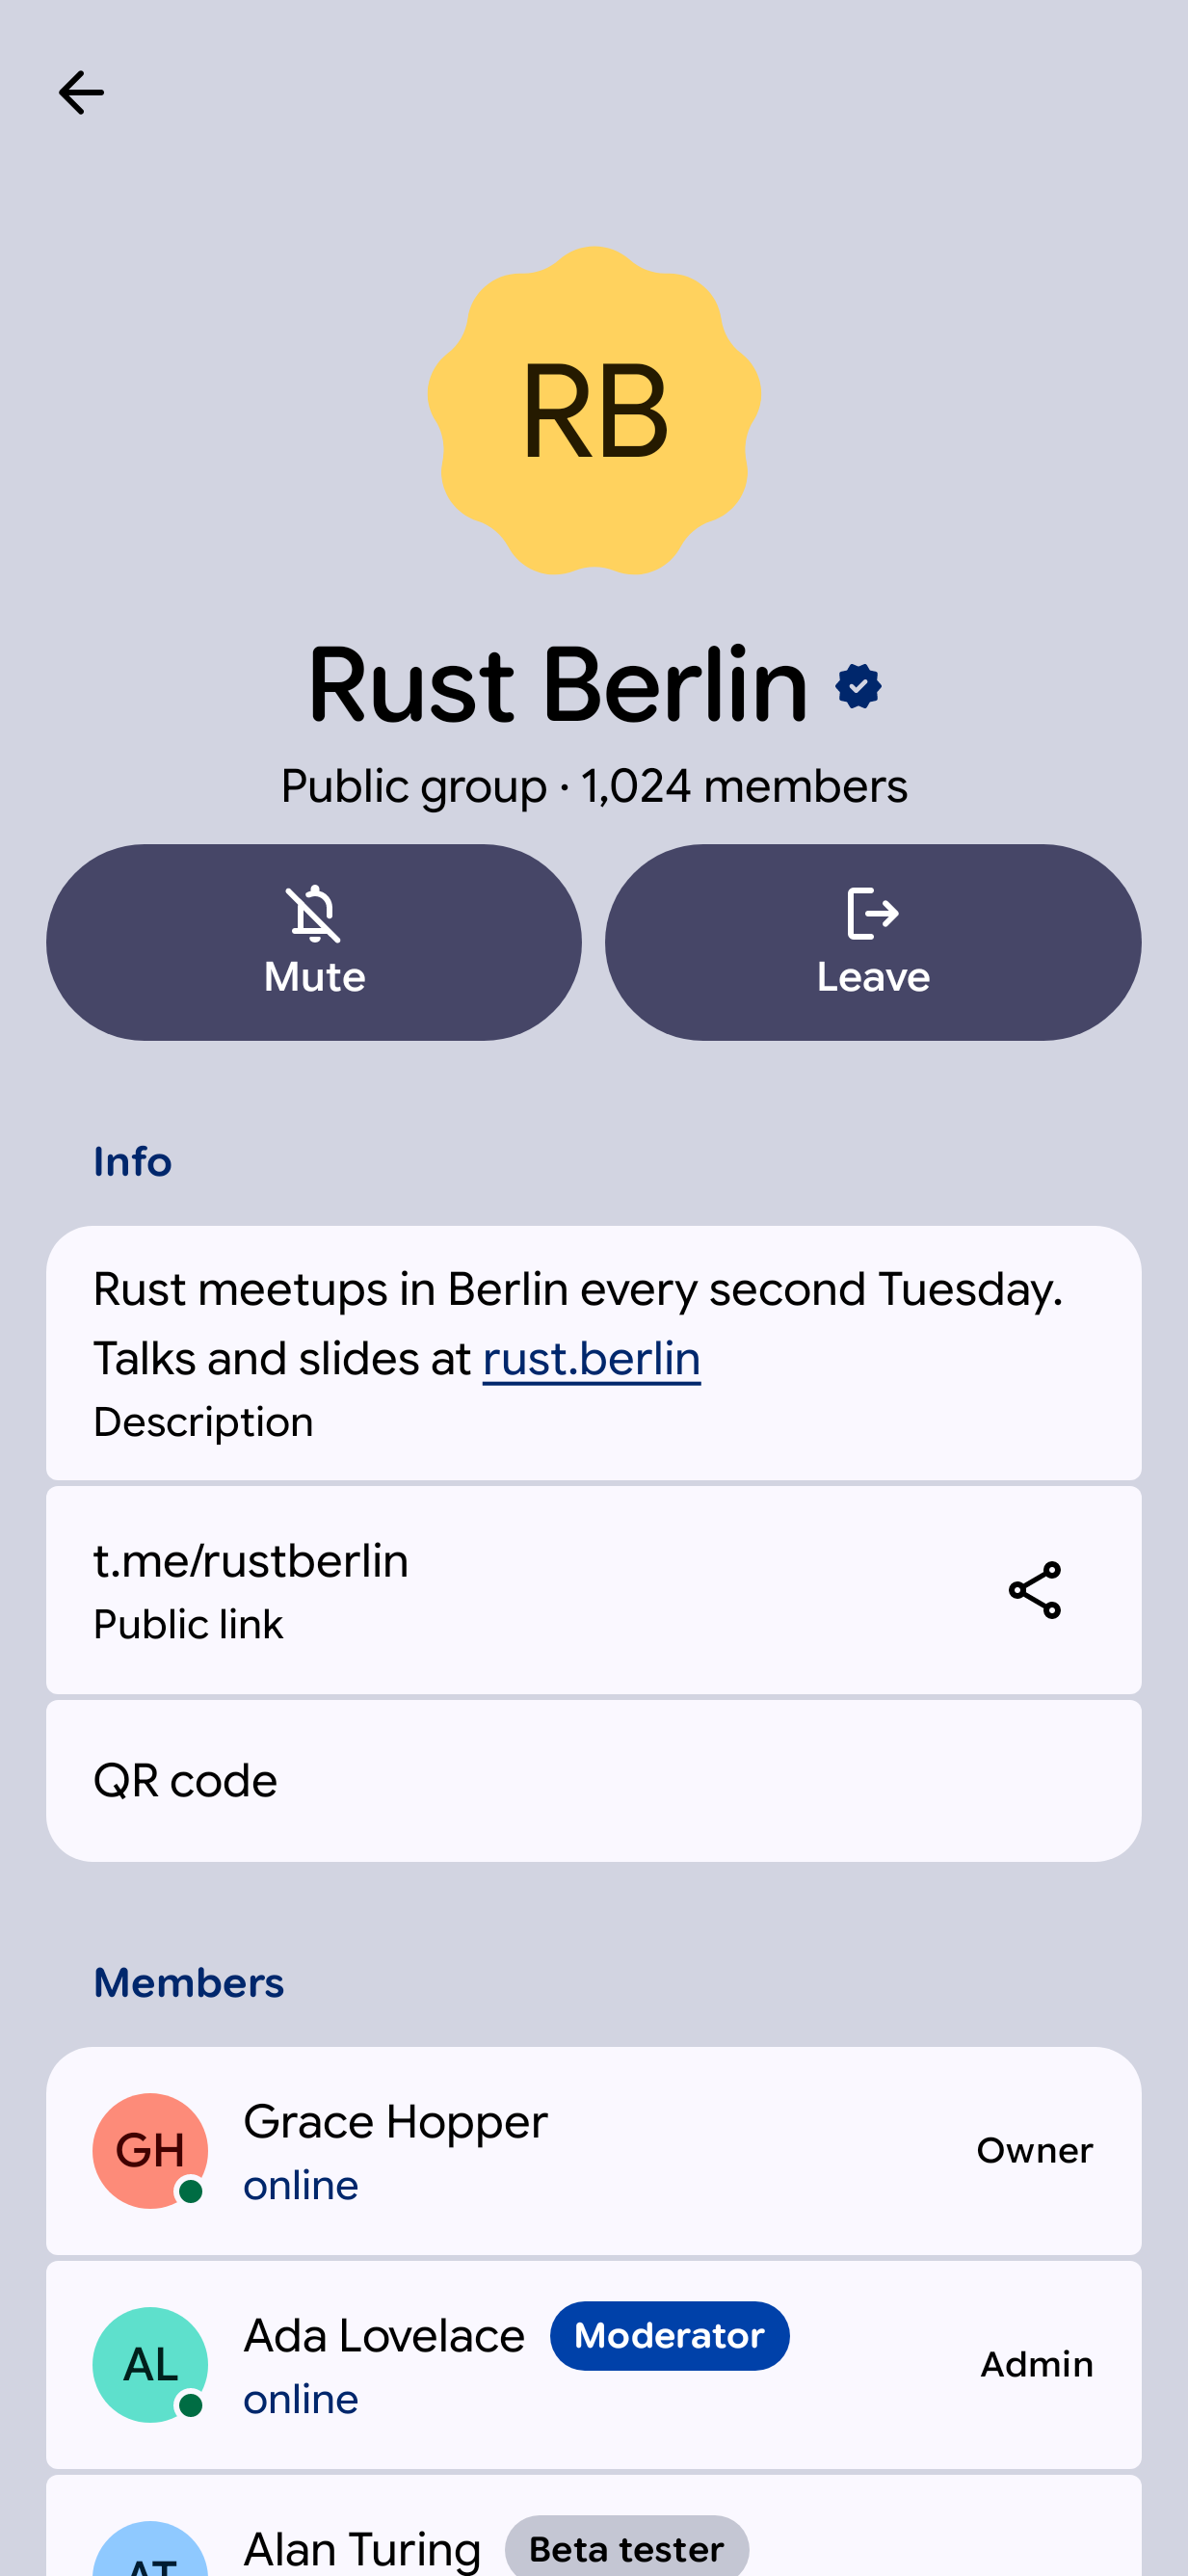 RB
Rust Berlin
Public group · 1,024 members
Mute
Leave
Info
Rust meetups in Berlin every second Tuesday.
Talks and slides at rust.berlin
Description
t.me/rustberlin
Public link
QR code
Members
GH
Grace Hopper
online
Owner
AL
Ada Lovelace
Moderator
online
Admin
AT
Alan Turing
Beta tester